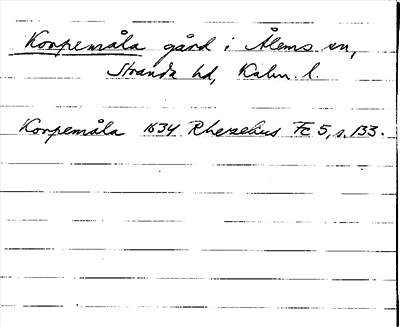 Korpemåla gård i Ålems sn,
Stranda hd, Kalm. l.
Korpemåla 1634 Rhezelius Fc 5, s. 133.